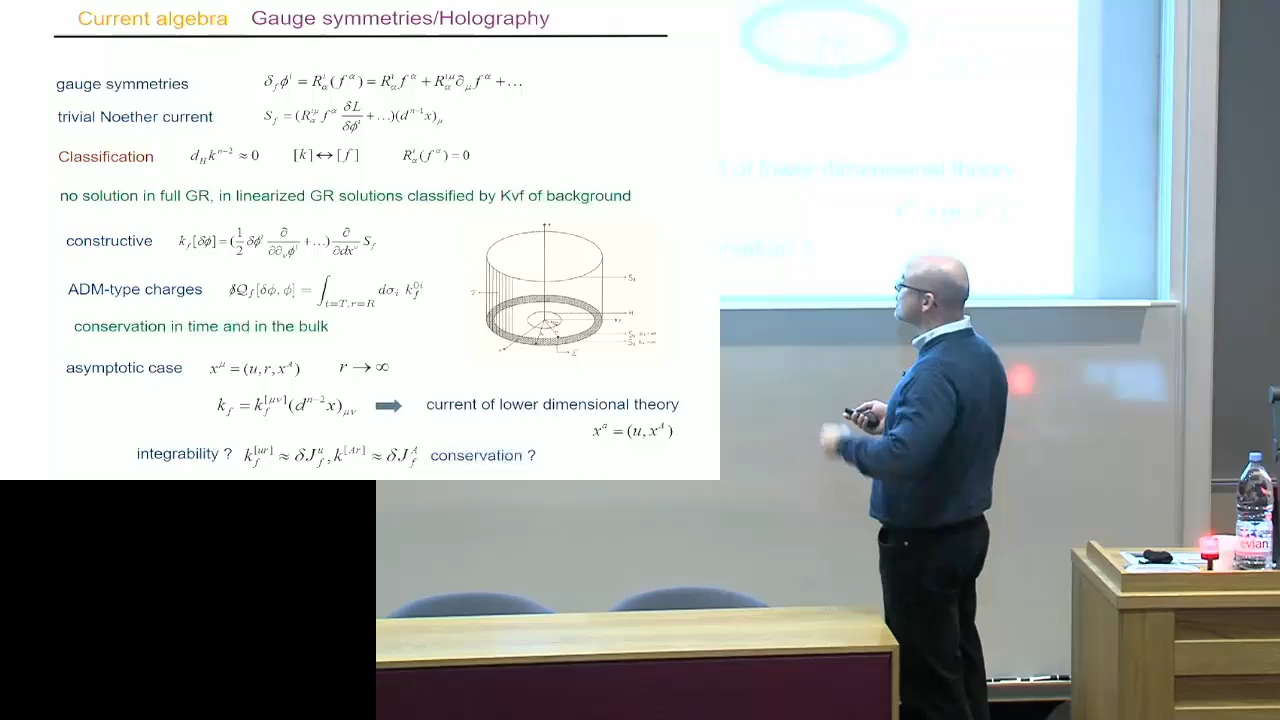 Current algebra Gauge symmetries/Holography
gauge symmetries δ_f φ^i = R^i_α(f^α) = R^i_α f^α + R^{iμ}_α ∂_μ f^α + …
trivial Noether current S_f = (R^{iμ}_α f^α δL/δφ^i + …)(d^{n-1}x)_μ
Classification d_H k^{n-2} ≈ 0 [k] ↔ [f] R^i_α(f^α) = 0
no solution in full GR, in linearized GR solutions classified by Kvf of background
constructive k_f[δφ] = (1/2 δφ^i ∂/∂∂_ν φ^i + …) ∂/∂dx^ν S_f
ADM-type charges δQ_f[δφ, φ] = ∫_{t=T, r=R} dσ_i k_f^{0i}
conservation in time and in the bulk
asymptotic case x^μ = (u, r, x^A) r → ∞
k_f = k_f^{[μν]}(d^{n-2}x)_{μν} current of lower dimensional theory
x^a = (u, x^A)
integrability ? k_f^{[ur]} ≈ δJ_f^u, k^{[Ar]} ≈ δJ_f^A conservation ?
of lower dimensional theory
evian